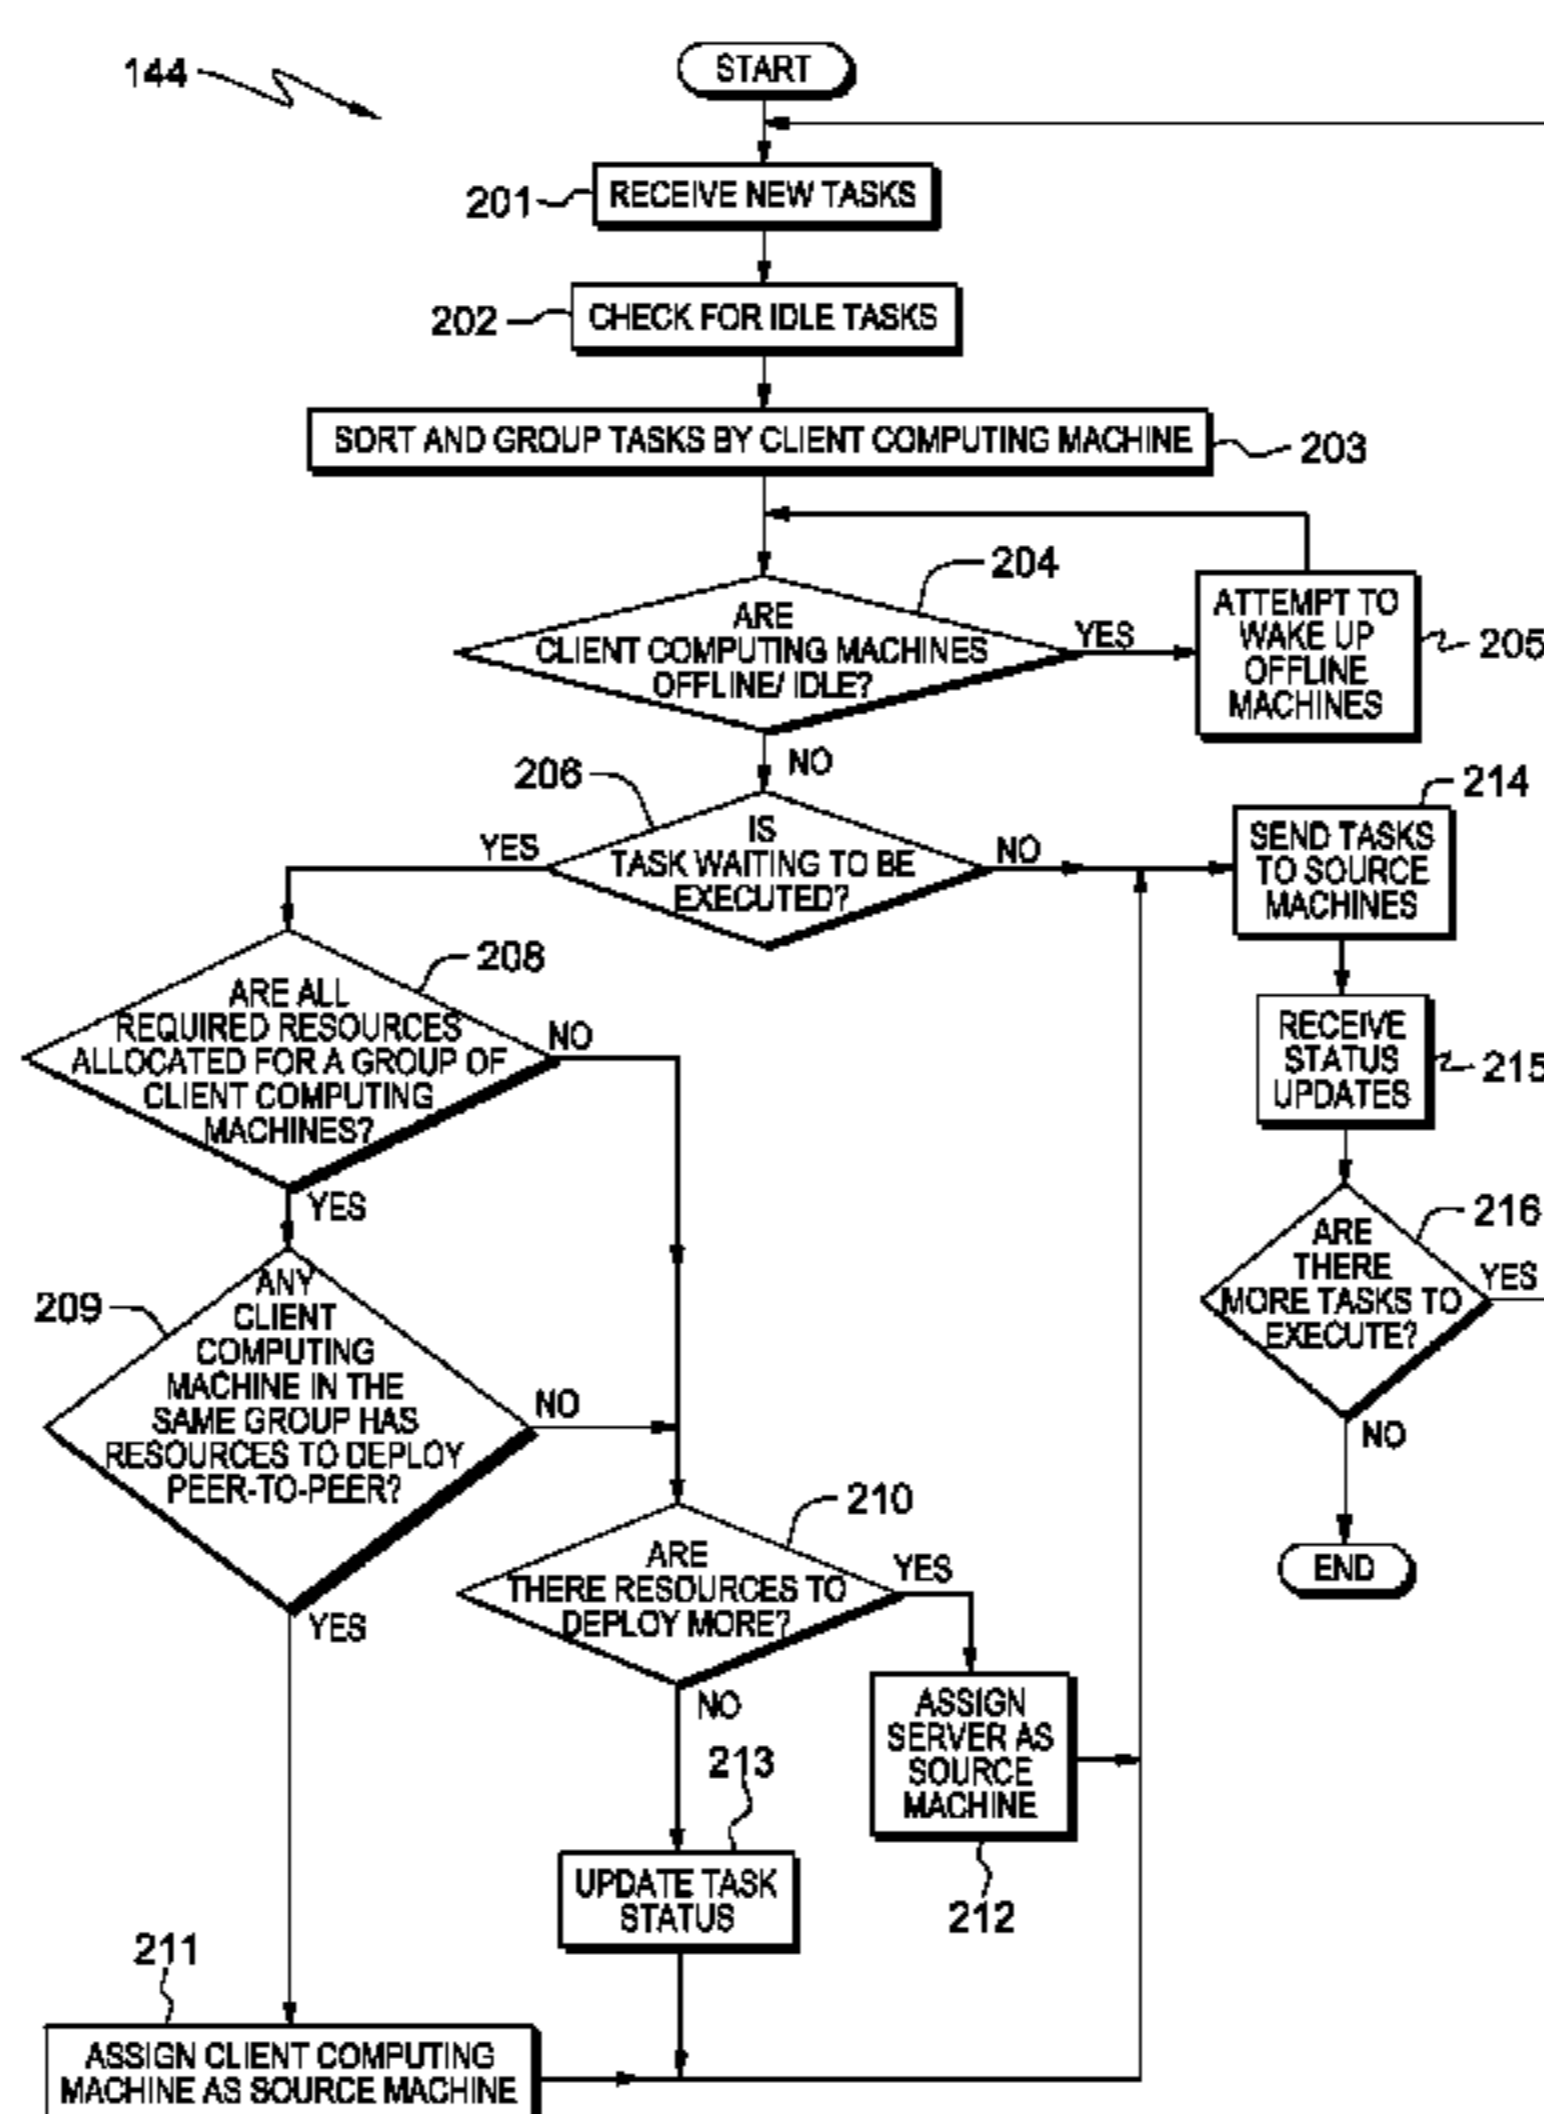 144
START
201
RECEIVE NEW TASKS
202
CHECK FOR IDLE TASKS
SORT AND GROUP TASKS BY CLIENT COMPUTING MACHINE
203
204
ARE
CLIENT COMPUTING MACHINES
OFFLINE/ IDLE?
YES
ATTEMPT TO
WAKE UP
OFFLINE
MACHINES
205
NO
206
IS
TASK WAITING TO BE
EXECUTED?
YES
NO
214
SEND TASKS
TO SOURCE
MACHINES
208
ARE ALL
REQUIRED RESOURCES
ALLOCATED FOR A GROUP OF
CLIENT COMPUTING
MACHINES?
NO
YES
RECEIVE
STATUS
UPDATES
215
216
ARE
THERE
MORE TASKS TO
EXECUTE?
YES
NO
END
209
ANY
CLIENT
COMPUTING
MACHINE IN THE
SAME GROUP HAS
RESOURCES TO DEPLOY
PEER-TO-PEER?
NO
YES
210
ARE
THERE RESOURCES TO
DEPLOY MORE?
YES
NO
ASSIGN
SERVER AS
SOURCE
MACHINE
212
213
UPDATE TASK
STATUS
211
ASSIGN CLIENT COMPUTING
MACHINE AS SOURCE MACHINE